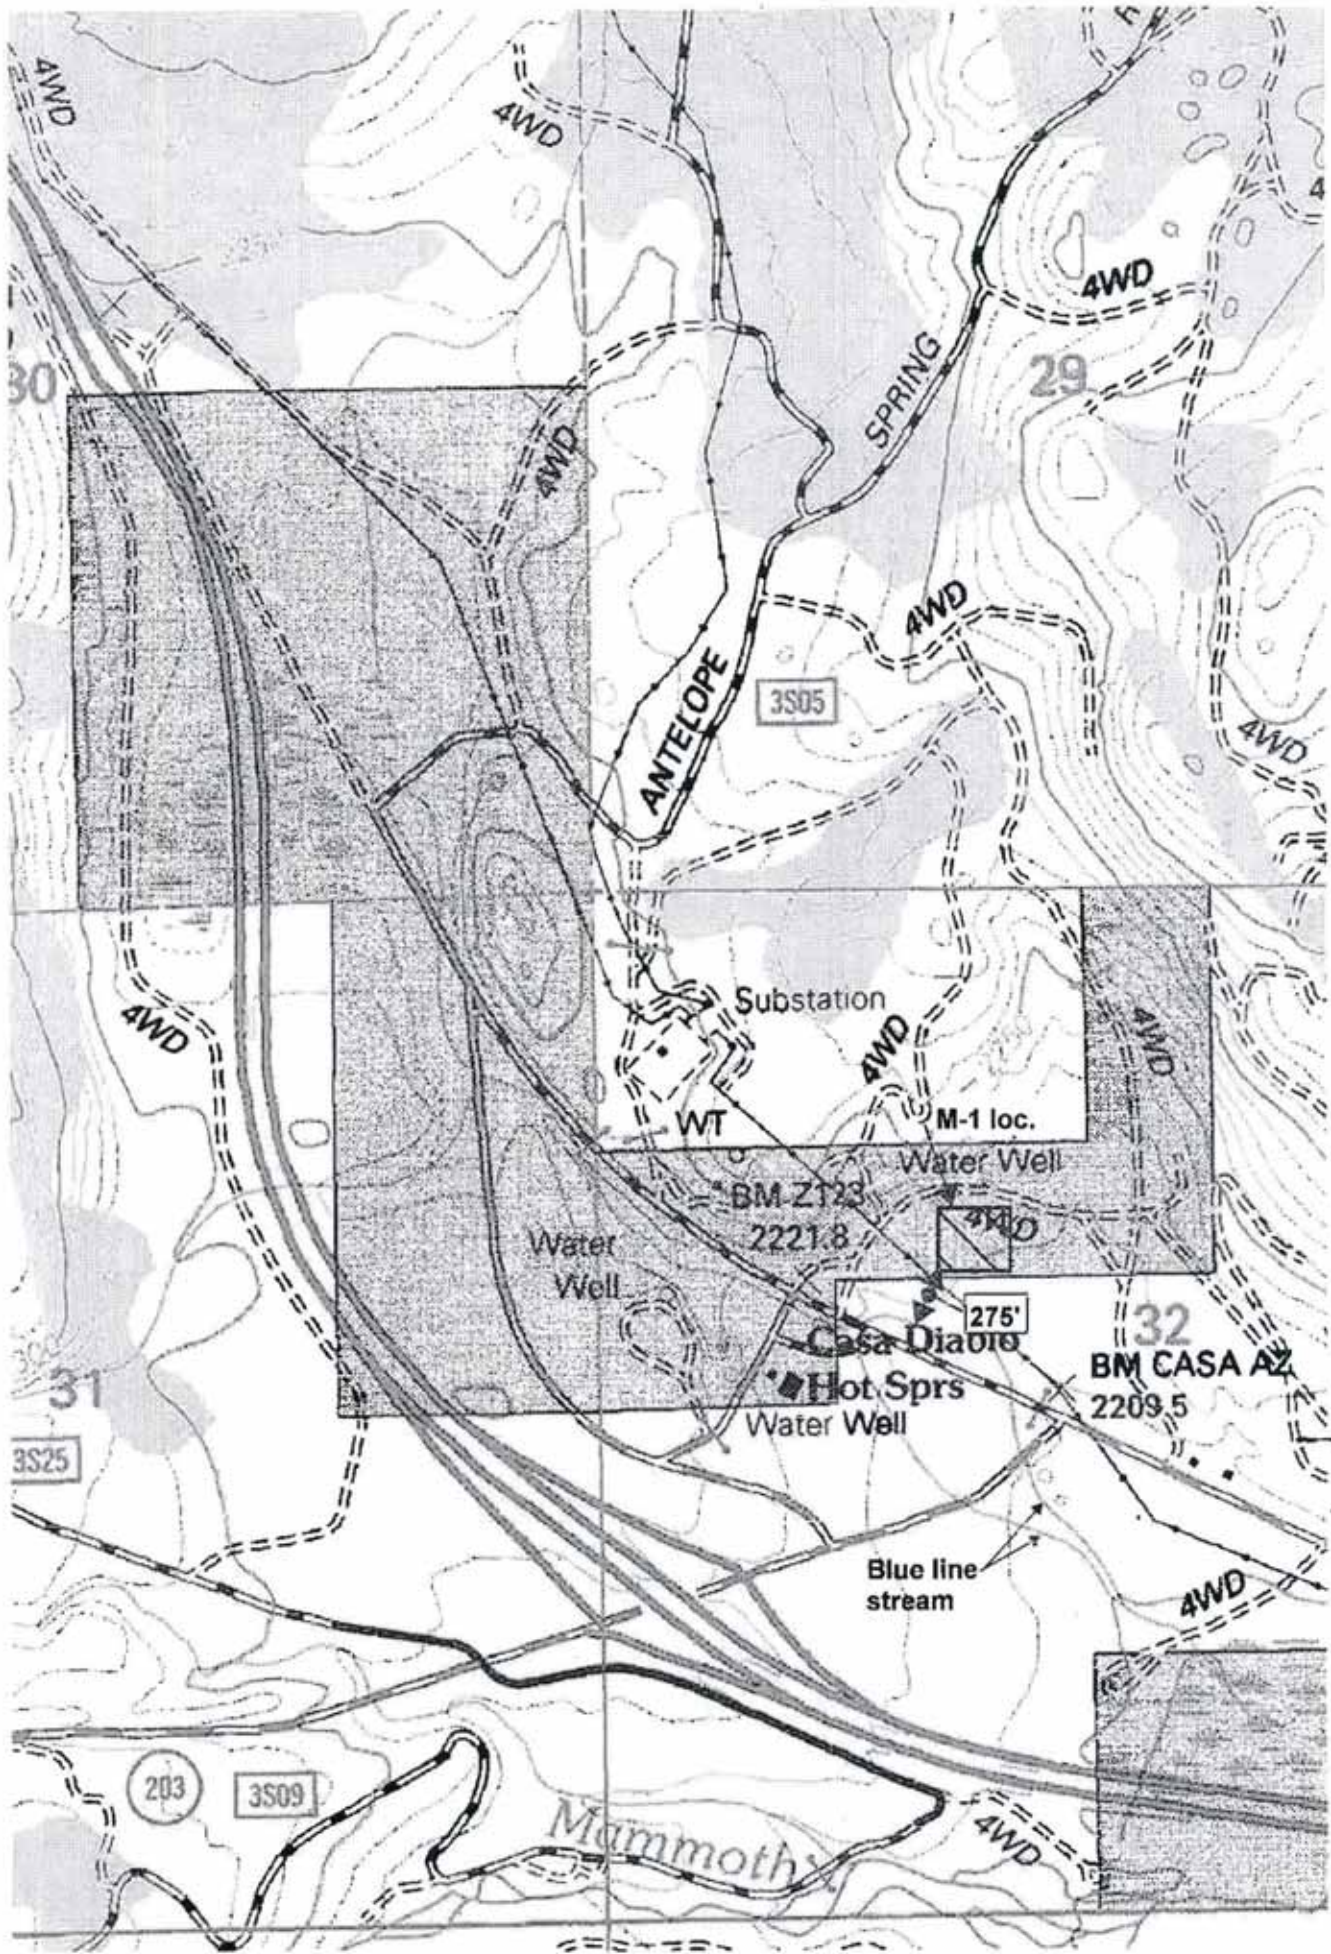 4WD
4WD
4WD
SPRING
29
30
4WD
4WD
3S05
ANTELOPE
4WD
Substation
4WD
4WD
4WD
M-1 loc.
WT
Water Well
BM Z123
2221.8
4WD
Water
Well
275'
32
Casa Diablo
Hot Sprs
BM CASA AZ
2209.5
31
Water Well
3S25
Blue line
stream
4WD
203
3S09
Mammoth
4WD